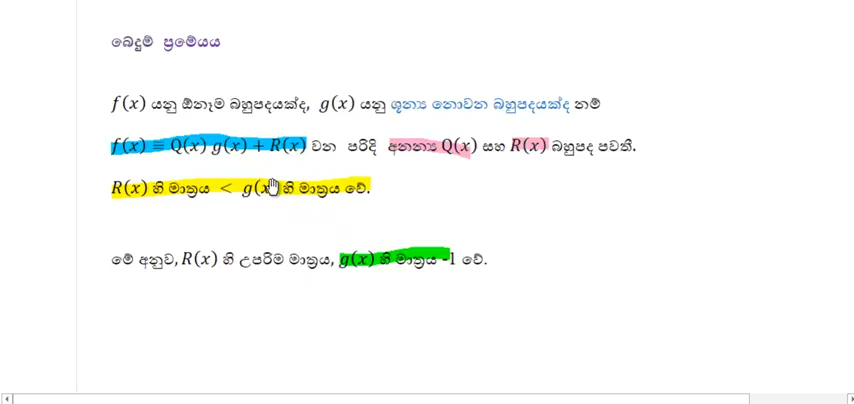 බෙදුම් ප්‍රමේයය
f(x) යනු ඕනෑම බහුපදයක්ද, g(x) යනු ශූන්‍ය නොවන බහුපදයක්ද නම්
f(x) ≡ Q(x) g(x) + R(x) වන පරිදි අනන්‍ය Q(x) සහ R(x) බහුපද පවතී.
R(x) හි මාත්‍රය < g(x) හි මාත්‍රය වේ.
මේ අනුව, R(x) හි උපරිම මාත්‍රය, g(x) හි මාත්‍රය -1 වේ.